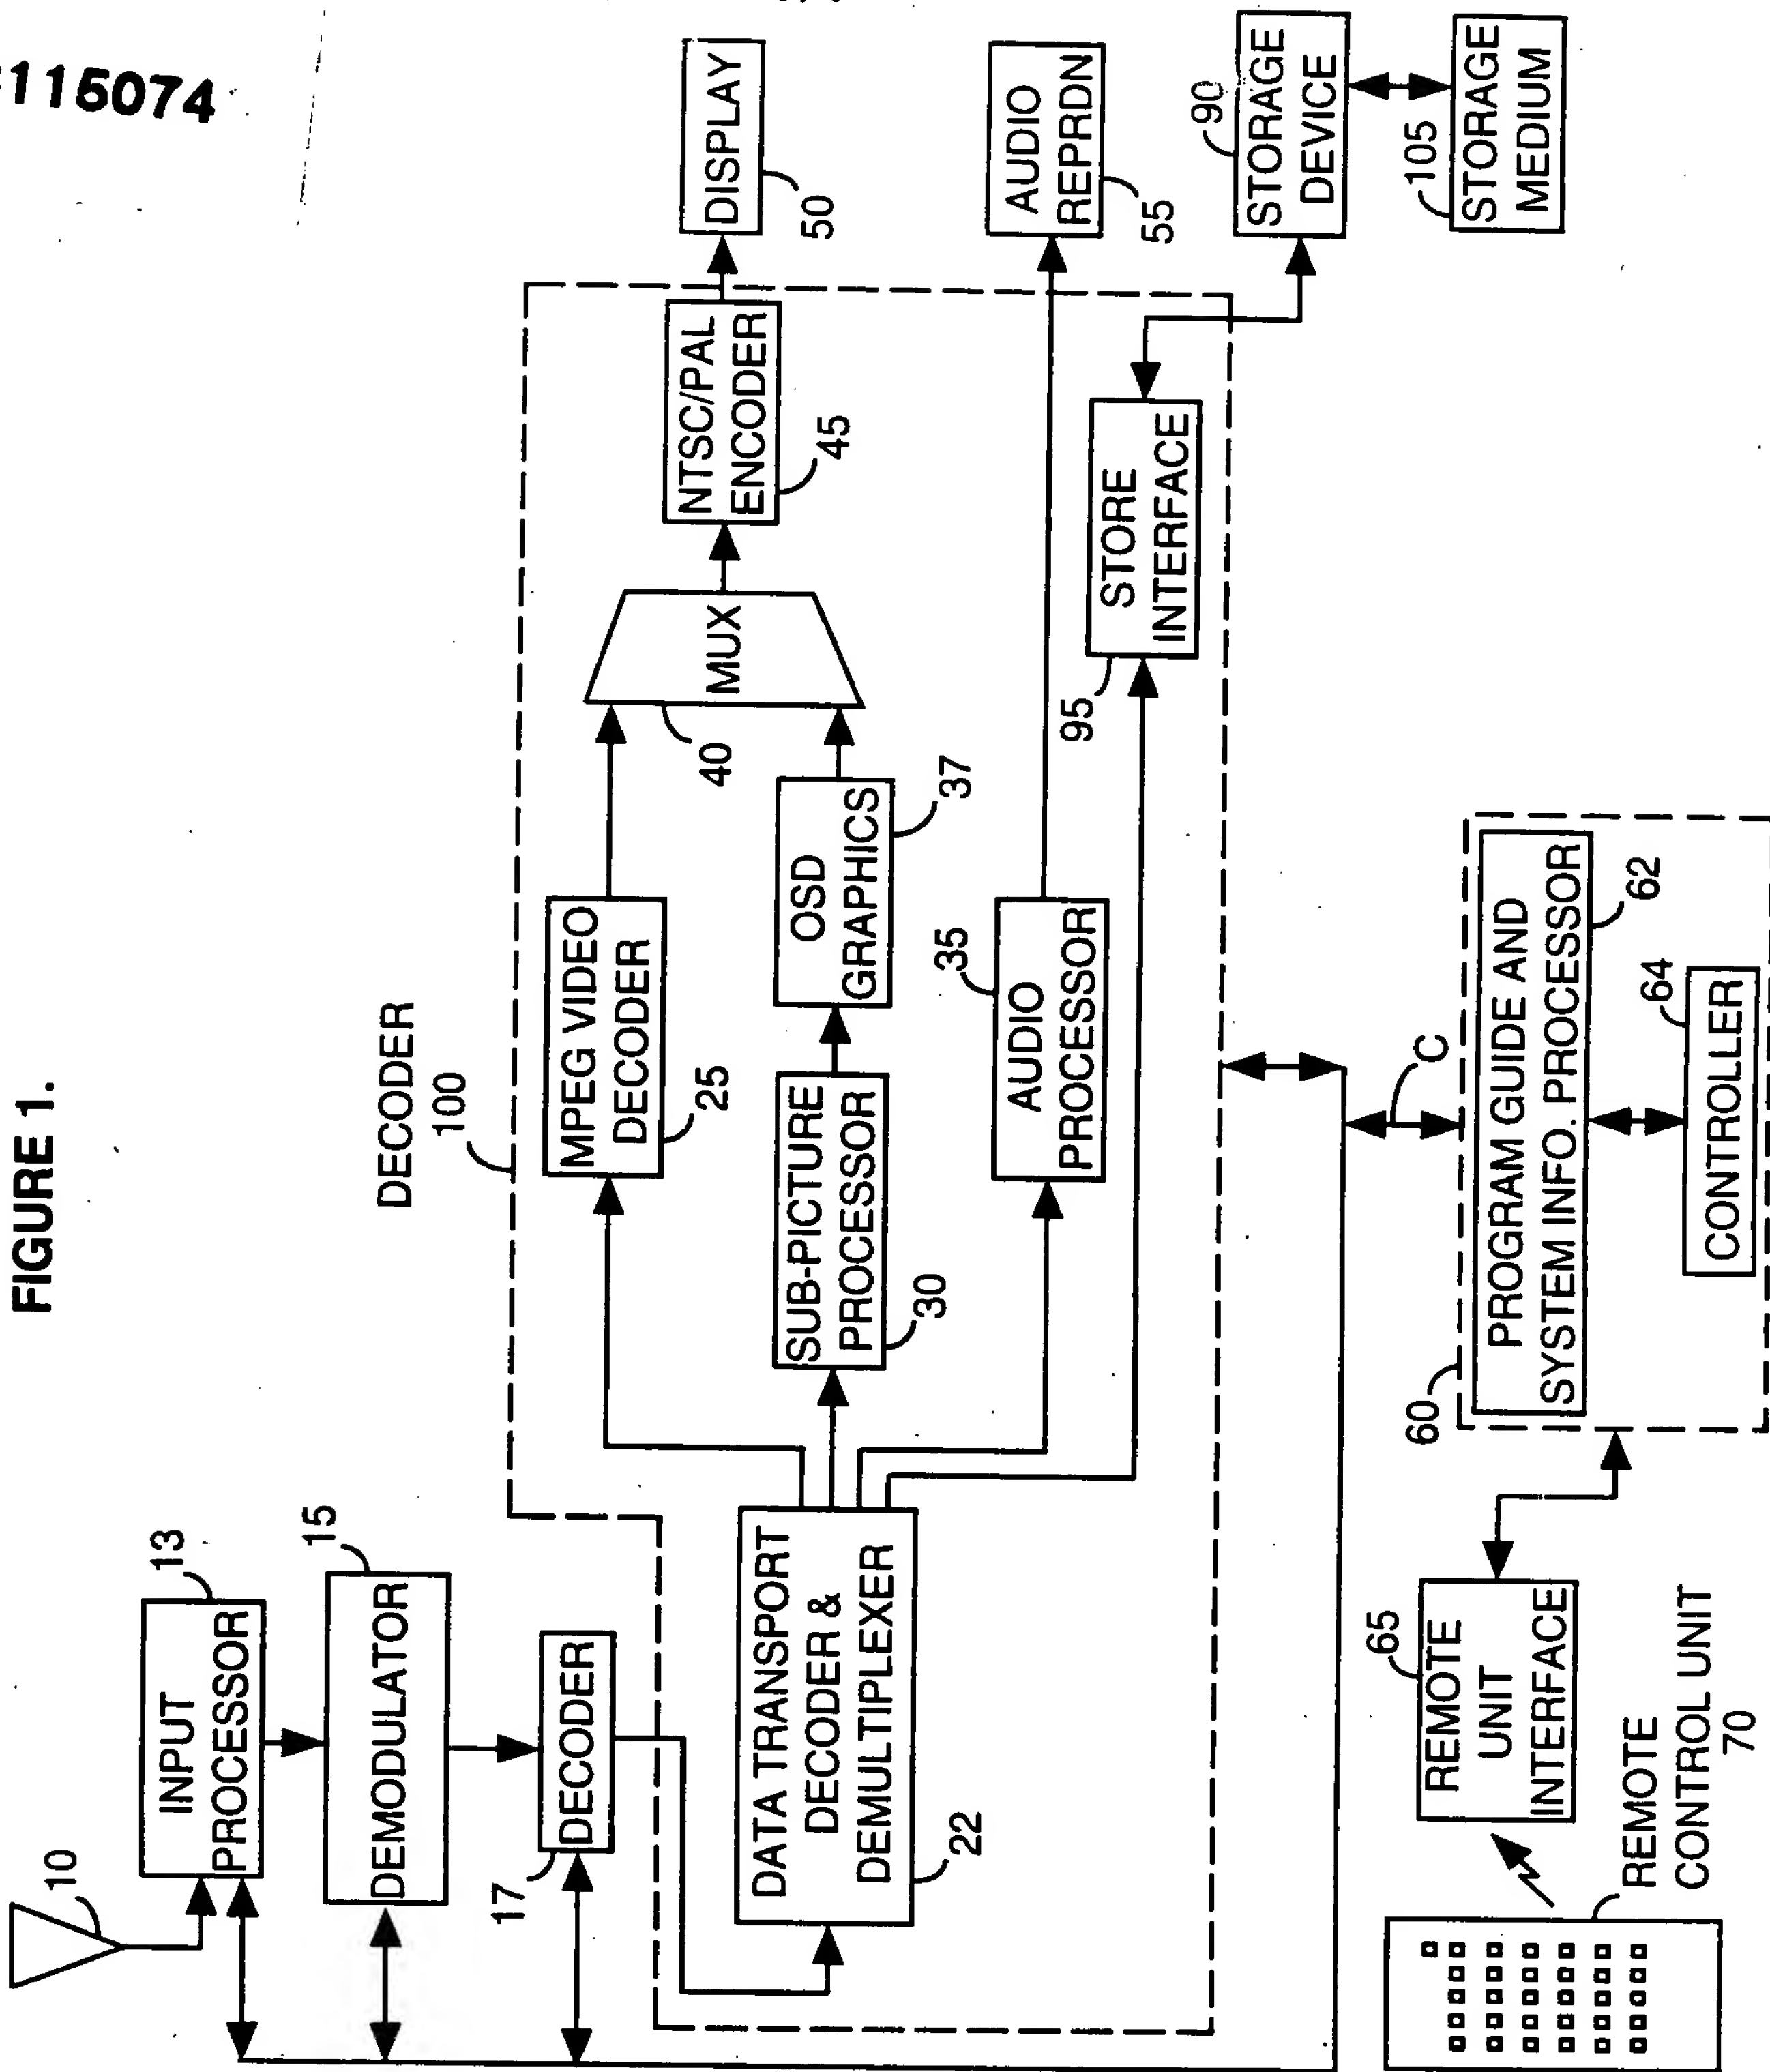 115074
FIGURE 1.
10
INPUT
PROCESSOR
13
DEMODULATOR
15
DECODER
17
DECODER
100
DATA TRANSPORT
DECODER &
DEMULTIPLEXER
22
MPEG VIDEO
DECODER
25
SUB-PICTURE
PROCESSOR
30
OSD
GRAPHICS
37
AUDIO
PROCESSOR
35
MUX
40
NTSC/PAL
ENCODER
45
DISPLAY
50
AUDIO
REPRDN
55
STORE
INTERFACE
95
STORAGE
DEVICE
90
STORAGE
MEDIUM
105
C
60
PROGRAM GUIDE AND
SYSTEM INFO. PROCESSOR
62
CONTROLLER
64
REMOTE
UNIT
INTERFACE
65
REMOTE
CONTROL UNIT
70